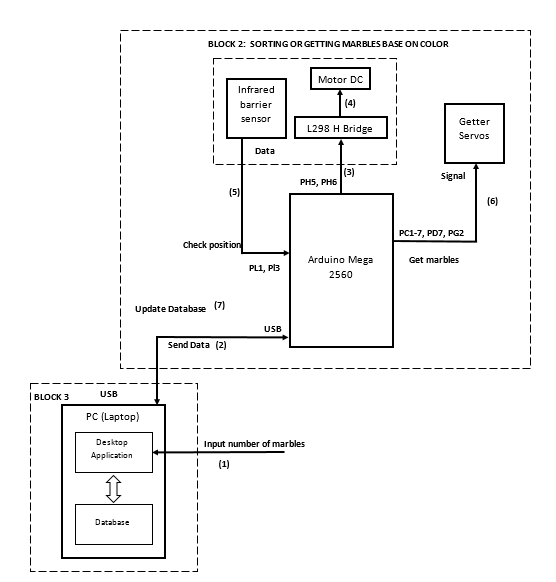 BLOCK 2: SORTING OR GETTING MARBLES BASE ON COLOR
Motor DC
Infrared
barrier
sensor
(4)
L298 H Bridge
Getter
Servos
Data
(3)
PH5, PH6
Signal
(5)
(6)
PC1-7, PD7, PG2
Check position
Arduino Mega
2560
Get marbles
PL1, Pl3
Update Database (7)
USB
Send Data (2)
BLOCK 3
USB
PC (Laptop)
Desktop
Application
Input number of marbles
(1)
Database